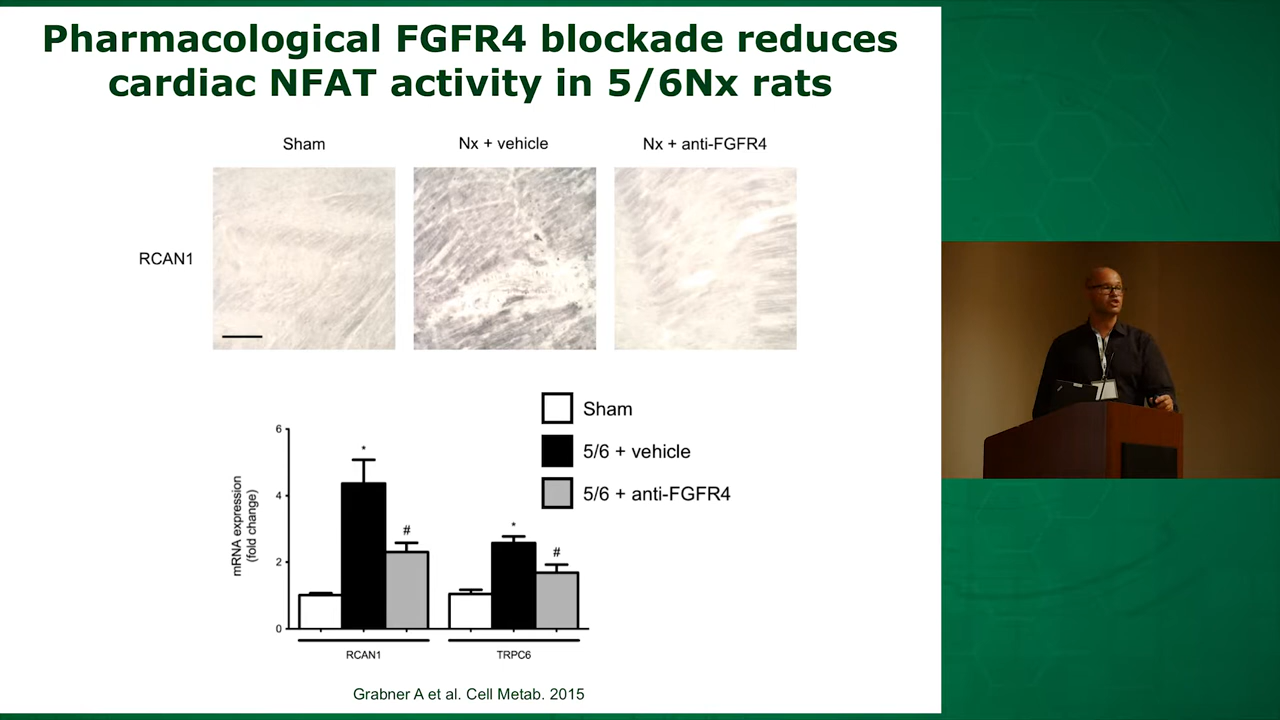 Pharmacological FGFR4 blockade reduces
cardiac NFAT activity in 5/6Nx rats
Sham
Nx + vehicle
Nx + anti-FGFR4
RCAN1
Sham
5/6 + vehicle
5/6 + anti-FGFR4
mRNA expression
(fold change)
6
4
2
0
*
#
*
#
RCAN1
TRPC6
Grabner A et al. Cell Metab. 2015